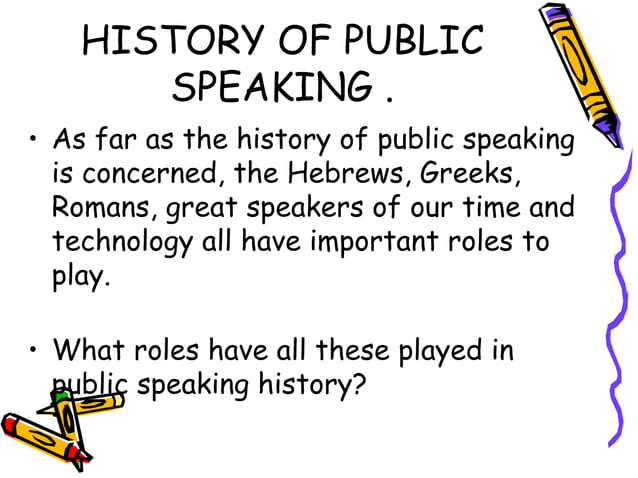 HISTORY OF PUBLIC
SPEAKING .
• As far as the history of public speaking
is concerned, the Hebrews, Greeks,
Romans, great speakers of our time and
technology all have important roles to
play.
• What roles have all these played in
public speaking history?